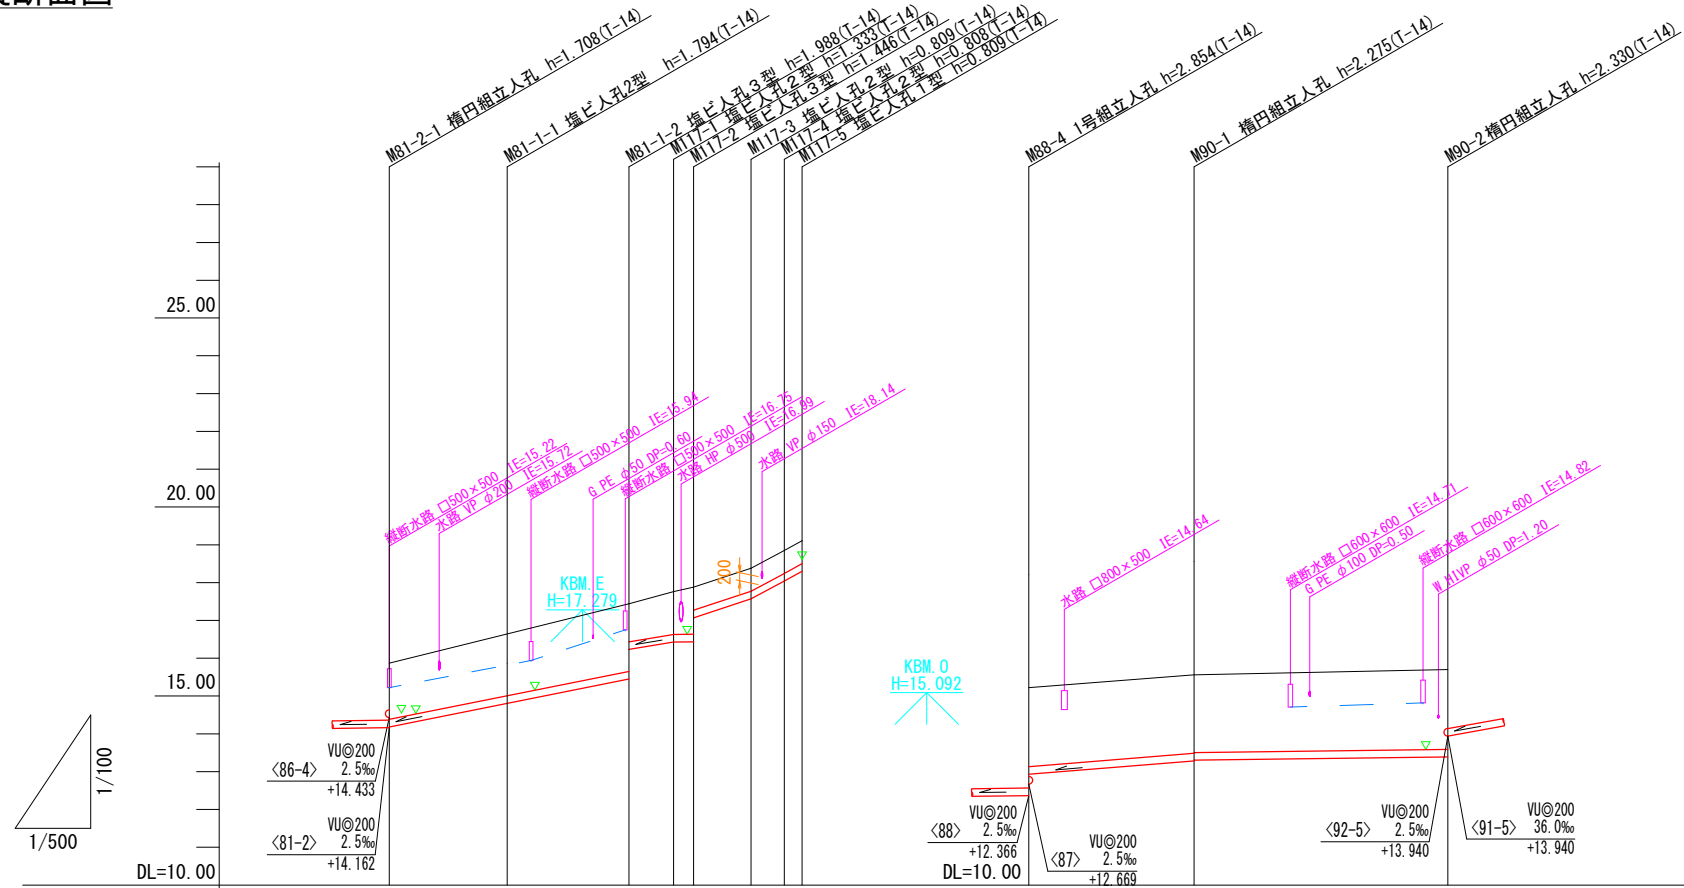 縦断面図
M81-2-1 楕円組立人孔 h=1.708(T-14)
M81-1-1 塩ビ人孔2型 h=1.794(T-14)
M81-1-2 塩ビ人孔3型 h=1.988(T-14)
M117-1 塩ビ人孔2型 h=1.333(T-14)
M117-2 塩ビ人孔3型 h=1.446(T-14)
M117-3 塩ビ人孔2型 h=0.809(T-14)
M117-4 塩ビ人孔2型 h=0.808(T-14)
M117-5 塩ビ人孔1型 h=0.809(T-14)
M88-4 1号組立人孔 h=2.854(T-14)
M90-1 楕円組立人孔 h=2.275(T-14)
M90-2楕円組立人孔 h=2.330(T-14)
25.00
20.00
15.00
DL=10.00
縦断水路 □500×500 IE=15.22
水路 VP φ200 IE=15.72
縦断水路 □500×500 IE=15.94
G PE φ50 DP=0.60
縦断水路 □500×500 IE=16.75
水路 HP φ500 IE=16.99
水路 VP φ150 IE=18.14
200
KBM.E
H=17.279
KBM.O
H=15.092
水路 □800×500 IE=14.64
縦断水路 □600×600 IE=14.71
G PE φ100 DP=0.50
縦断水路 □600×600 IE=14.82
W HIVP φ50 DP=1.20
1/100
1/500
〈86-4〉 VU◎200
2.5‰
+14.433
〈81-2〉 VU◎200
2.5‰
+14.162
〈88〉 VU◎200
2.5‰
+12.366
DL=10.00
〈87〉 VU◎200
2.5‰
+12.669
〈92-5〉 VU◎200
2.5‰
+13.940
〈91-5〉 VU◎200
36.0‰
+13.940